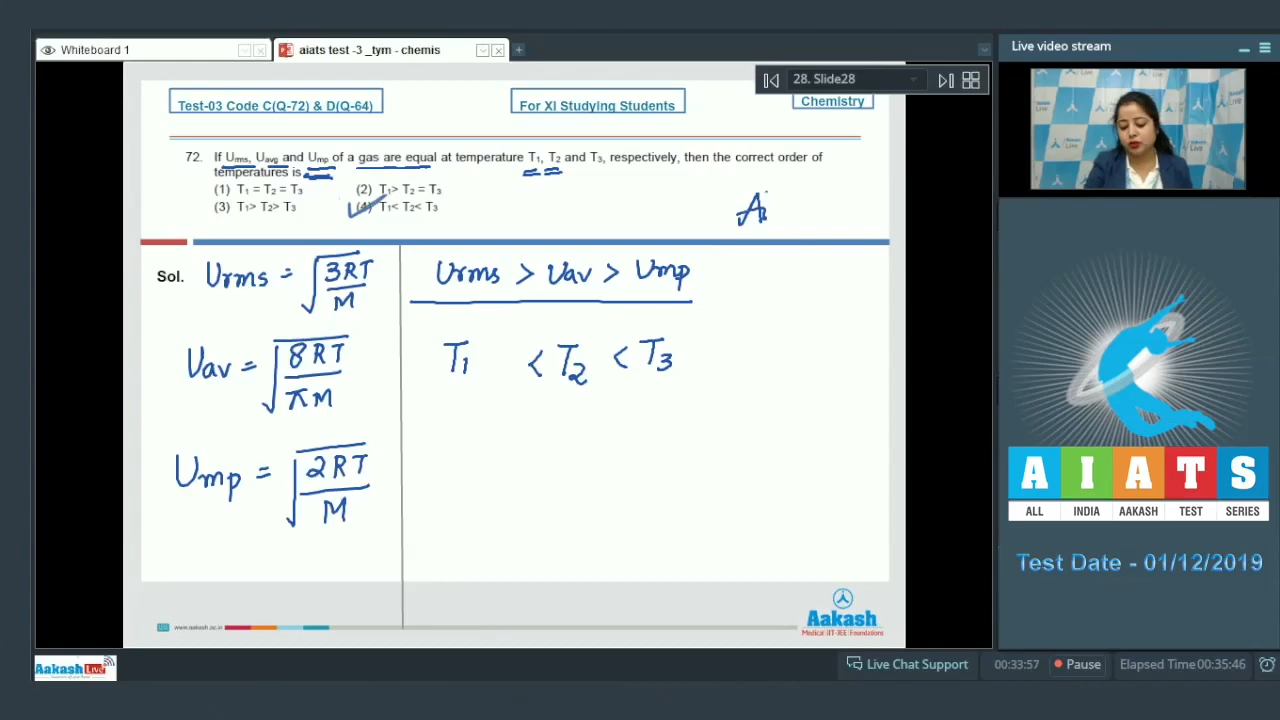 Whiteboard 1
aiats test -3 _tym - chemis
Live video stream
28. Slide28
Test-03 Code C(Q-72) & D(Q-64)
For XI Studying Students
Chemistry
72. If Urms, Uavg and Ump of a gas are equal at temperature T1, T2 and T3, respectively, then the correct order of
temperatures is
(1) T1 = T2 = T3
(2) T1> T2 = T3
(3) T1> T2> T3
(4) T1< T2< T3
Sol.
Urms = √3RT/M
Uav = √8RT/πM
Ump = √2RT/M
Urms > Uav > Ump
T1 < T2 < T3
A
AIATS
ALL INDIA AAKASH TEST SERIES
Test Date - 01/12/2019
www.aakash.ac.in
Aakash
Medical | IIT-JEE | Foundations
Aakash Live
Live Chat Support
00:33:57
Pause
Elapsed Time 00:35:46